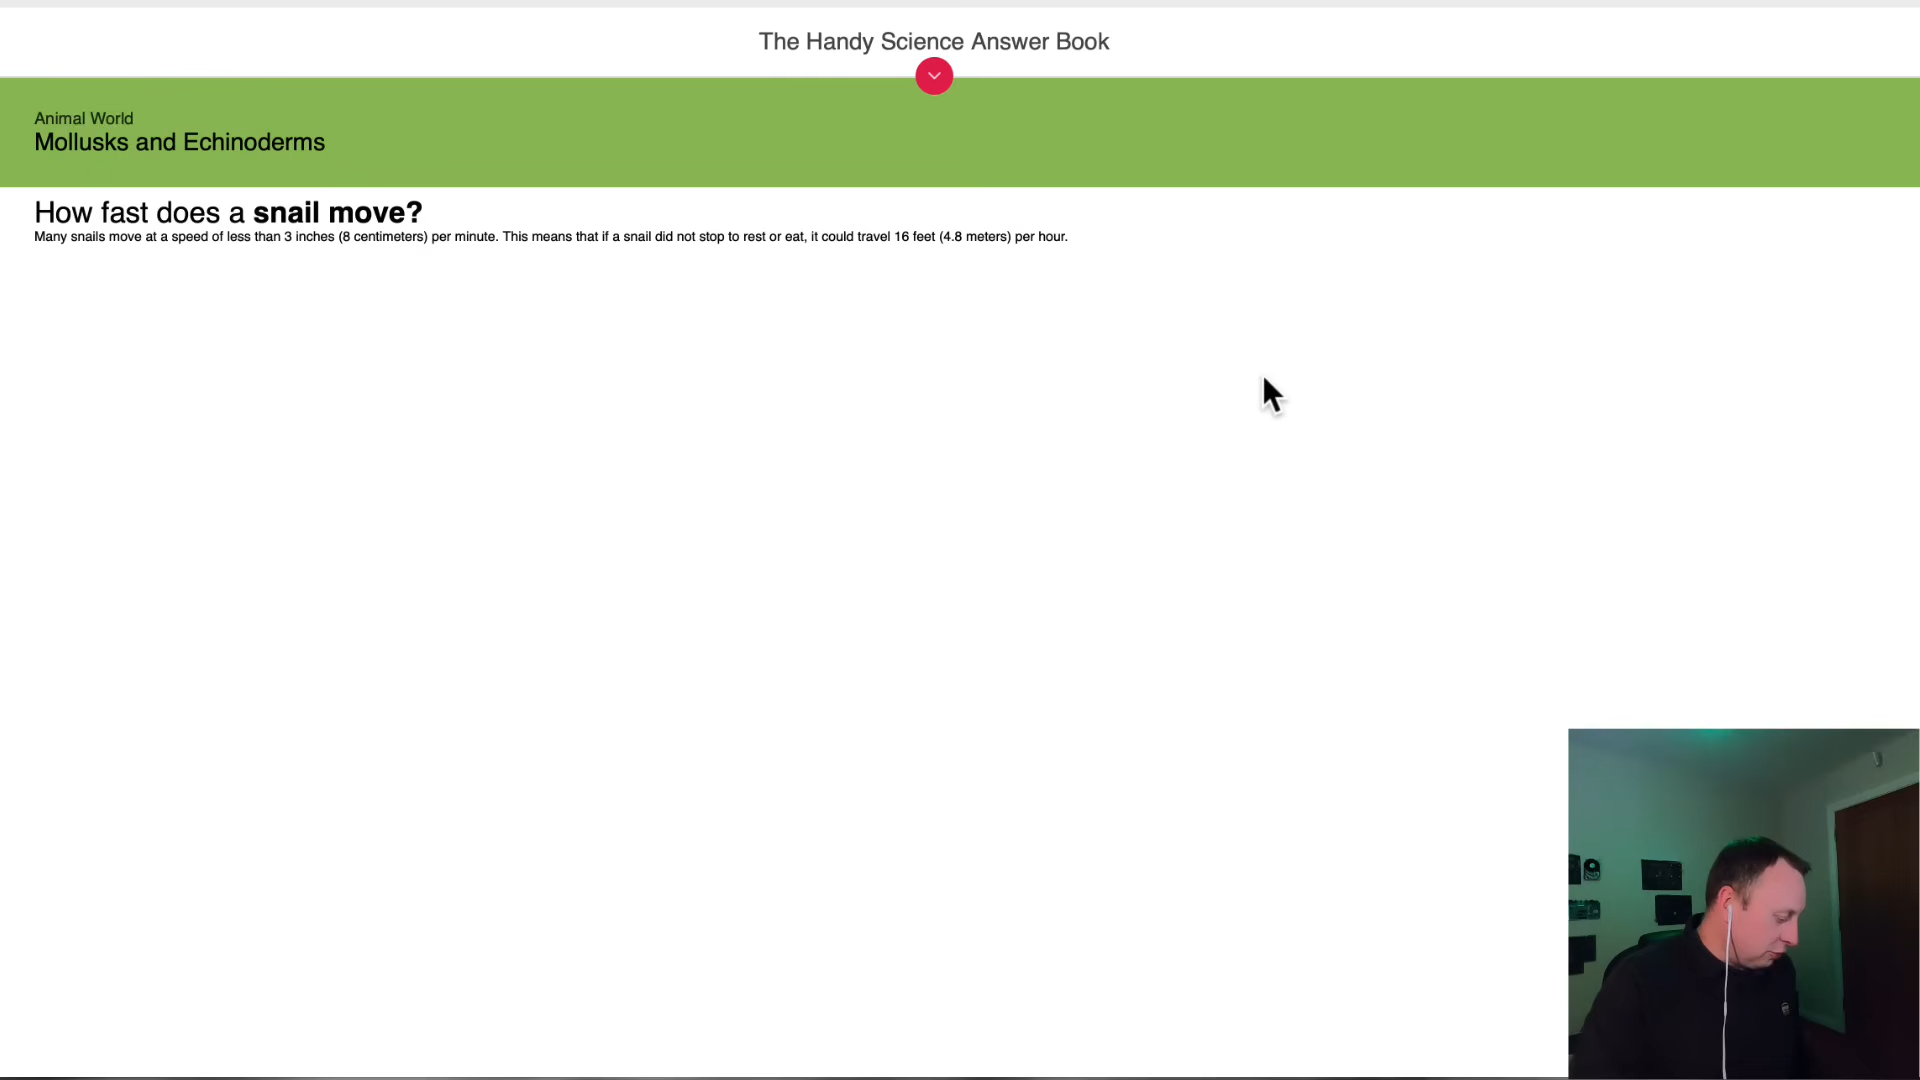 The Handy Science Answer Book
Animal World
Mollusks and Echinoderms
How fast does a snail move?
Many snails move at a speed of less than 3 inches (8 centimeters) per minute. This means that if a snail did not stop to rest or eat, it could travel 16 feet (4.8 meters) per hour.